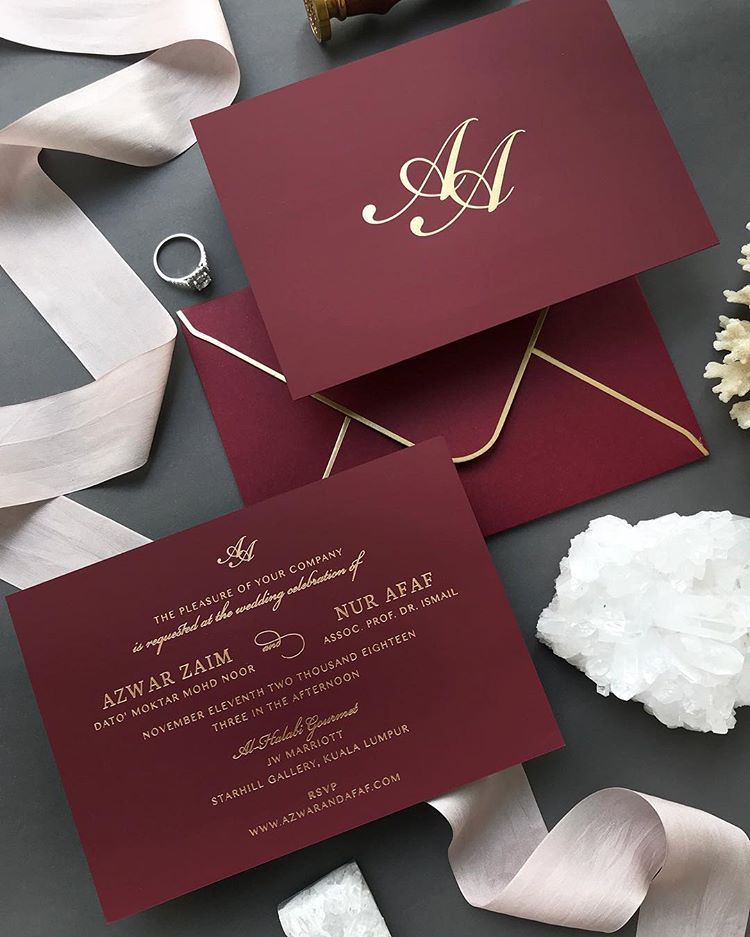 AA
AA
THE PLEASURE OF YOUR COMPANY
is requested at the wedding celebration of
AZWAR ZAIM and NUR AFAF
DATO' MOKTAR MOHD NOOR ASSOC. PROF. DR. ISMAIL
NOVEMBER ELEVENTH TWO THOUSAND EIGHTEEN
THREE IN THE AFTERNOON
Al-Halabi Gourmet
JW MARRIOTT
STARHILL GALLERY, KUALA LUMPUR
RSVP
WWW.AZWARANDAFAF.COM